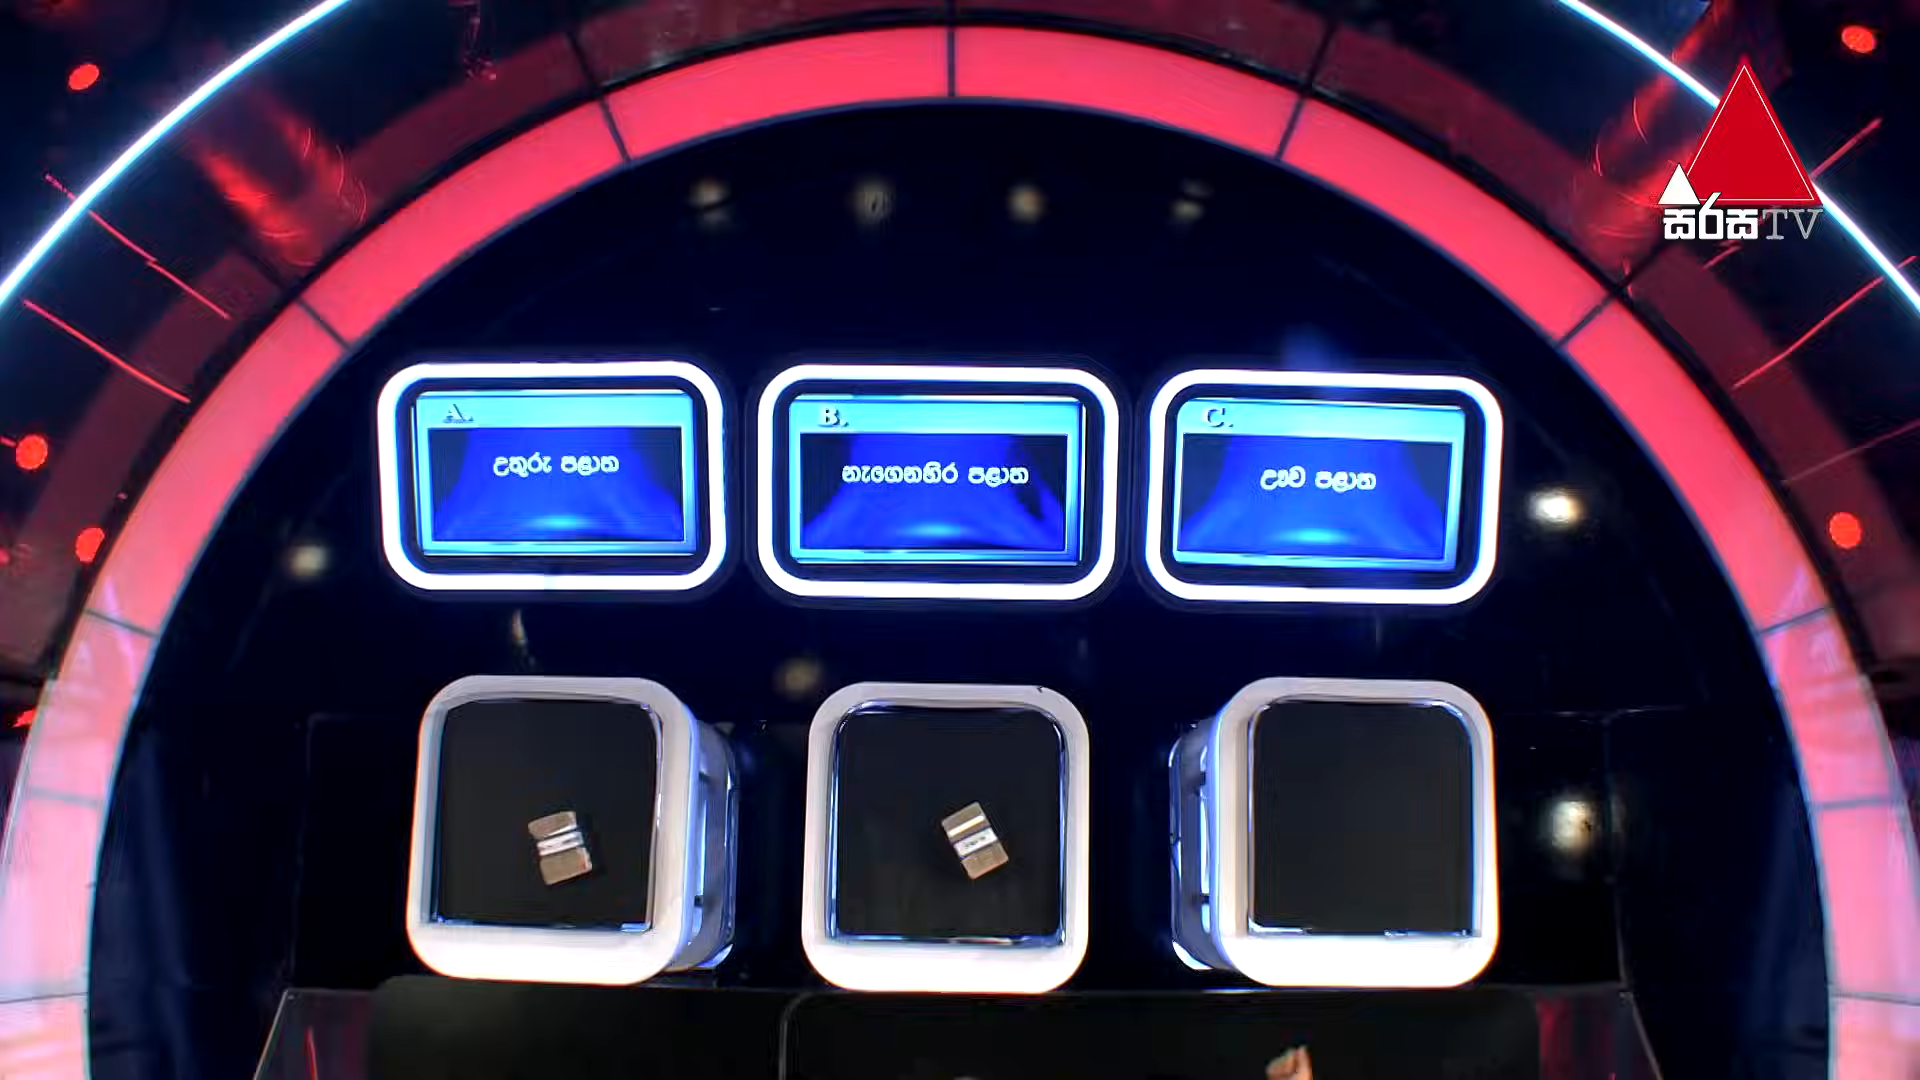 සිරස TV
A.
උතුරු පළාත
B.
නැගෙනහිර පළාත
C.
ඌව පළාත